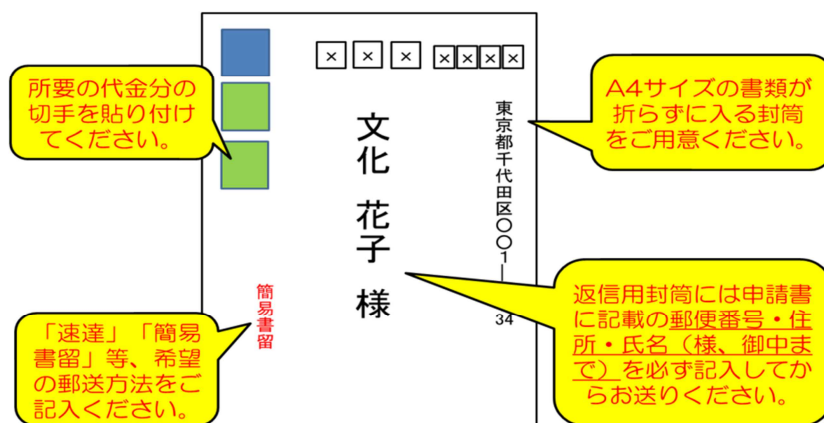 所要の代金分の
切手を貼り付け
てください。
×××××××
A4サイズの書類が
折らずに入る封筒
をご用意ください。
東京都千代田区〇〇1―
34
文化 花子 様
簡易書留
「速達」「簡易
書留」等、希望
の郵送方法をご
記入ください。
返信用封筒には申請書
に記載の郵便番号・住
所・氏名（様、御中ま
で）を必ず記入してか
らお送りください。